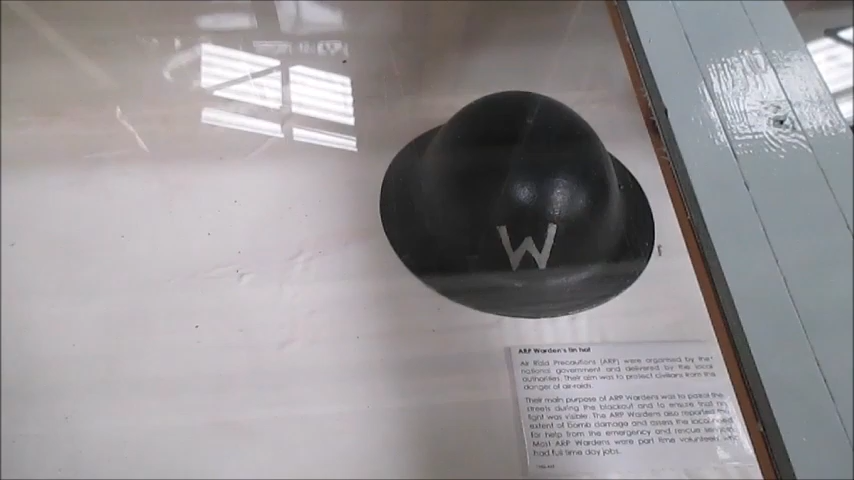 W
ARP Warden's tin hat
Air Raid Precautions (ARP) were organised by the
national government and delivered by the local
authorities. Their aim was to protect civilians from the
danger of air-raids.
Their main purpose of ARP Wardens was to patrol the
streets during the blackout and to ensure that no
light was visible. The ARP Wardens also reported the
extent of bomb damage and assess the local need
for help from the emergency and rescue services.
Most ARP Wardens were part time volunteers who
had full time day jobs.